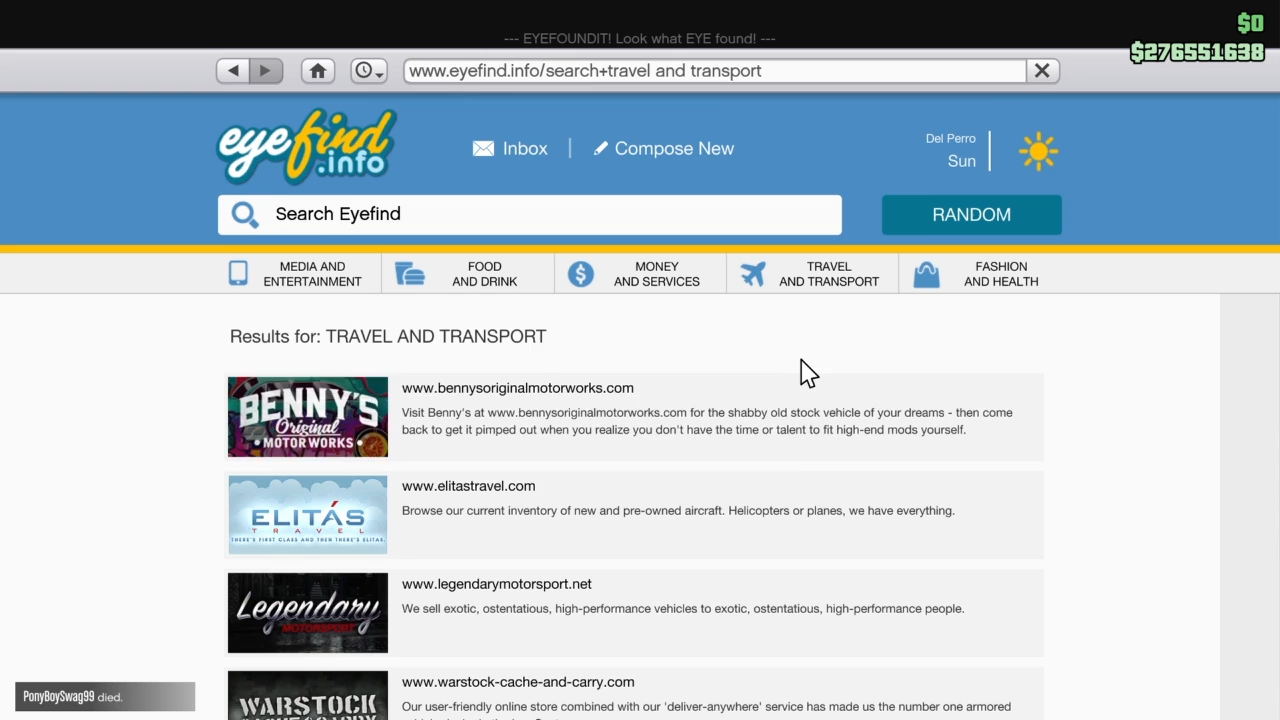 --- EYEFOUNDIT! Look what EYE found! ---
$0
$276551638
www.eyefind.info/search+travel and transport
eyefind
.info
Inbox
Compose New
Del Perro
Sun
Search Eyefind
RANDOM
MEDIA AND
ENTERTAINMENT
FOOD
AND DRINK
MONEY
AND SERVICES
TRAVEL
AND TRANSPORT
FASHION
AND HEALTH
Results for: TRAVEL AND TRANSPORT
BENNY'S
Original
MOTOR WORKS
www.bennysoriginalmotorworks.com
Visit Benny's at www.bennysoriginalmotorworks.com for the shabby old stock vehicle of your dreams - then come
back to get it pimped out when you realize you don't have the time or talent to fit high-end mods yourself.
ELITÁS
TRAVEL
THERE'S FIRST CLASS AND THEN THERE'S ELITAS.
www.elitastravel.com
Browse our current inventory of new and pre-owned aircraft. Helicopters or planes, we have everything.
Legendary
MOTORSPORT
www.legendarymotorsport.net
We sell exotic, ostentatious, high-performance vehicles to exotic, ostentatious, high-performance people.
WARSTOCK
www.warstock-cache-and-carry.com
Our user-friendly online store combined with our 'deliver-anywhere' service has made us the number one armored
PonyBoySwag99 died.